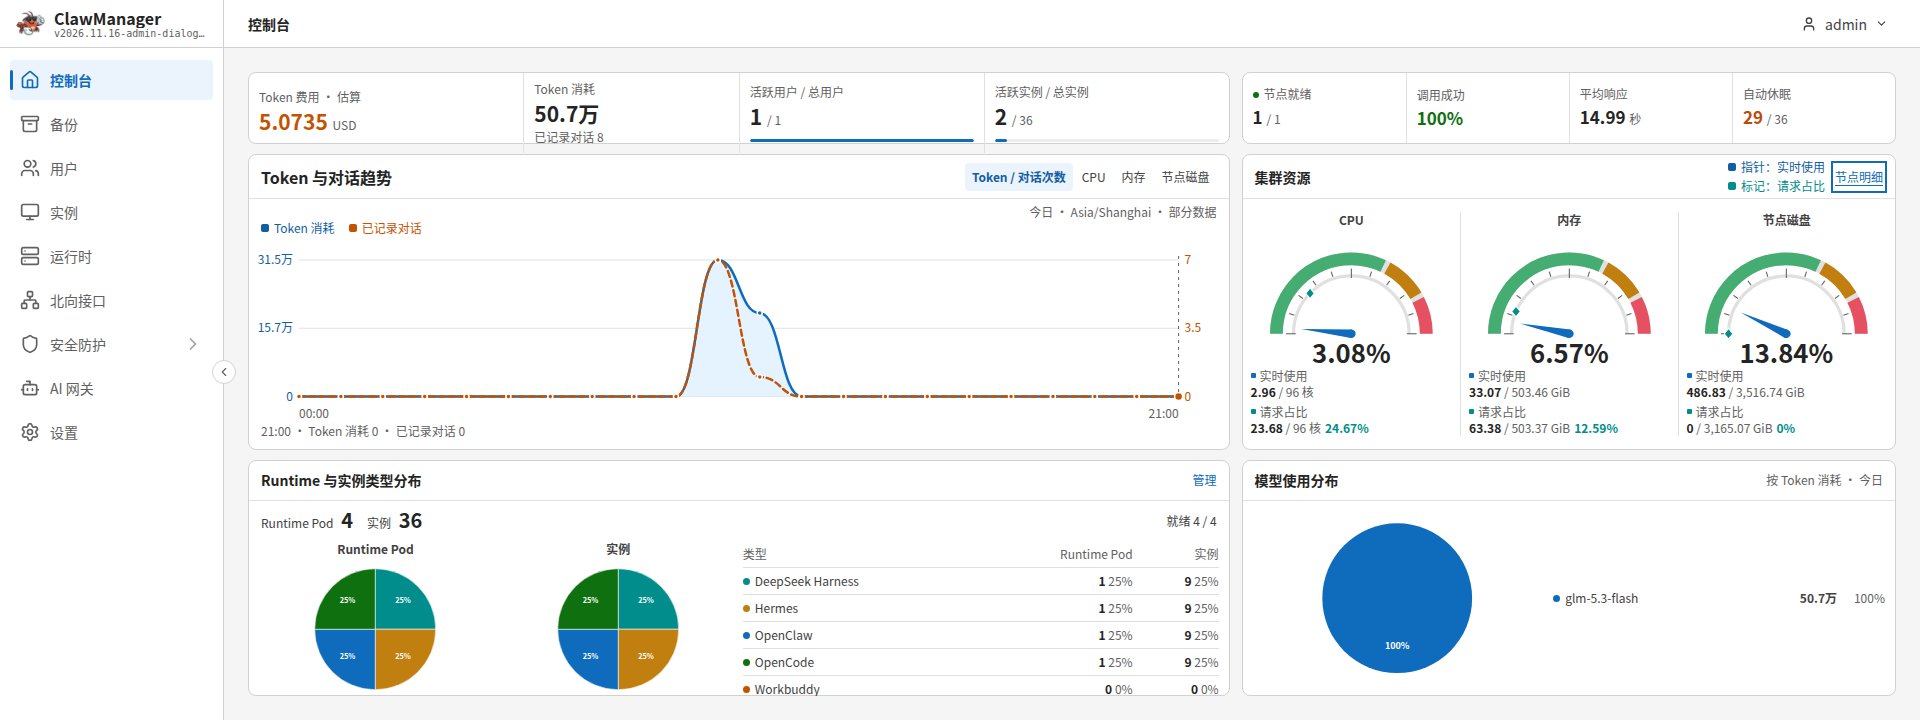 ClawManager
v2026.11.16-admin-dialog…
控制台
备份
用户
实例
运行时
北向接口
安全防护
AI 网关
设置
控制台
admin
Token 费用 · 估算
5.0735 USD
Token 消耗
50.7万
已记录对话 8
活跃用户 / 总用户
1 / 1
活跃实例 / 总实例
2 / 36
节点就绪
1 / 1
调用成功
100%
平均响应
14.99 秒
自动休眠
29 / 36
Token 与对话趋势
Token / 对话次数 CPU 内存 节点磁盘
今日 · Asia/Shanghai · 部分数据
Token 消耗 已记录对话
31.5万 7
15.7万 3.5
0 0
00:00 21:00
21:00 · Token 消耗 0 · 已记录对话 0
集群资源
指针：实时使用
标记：请求占比
节点明细
CPU
3.08%
实时使用
2.96 / 96 核
请求占比
23.68 / 96 核 24.67%
内存
6.57%
实时使用
33.07 / 503.46 GiB
请求占比
63.38 / 503.37 GiB 12.59%
节点磁盘
13.84%
实时使用
486.83 / 3,516.74 GiB
请求占比
0 / 3,165.07 GiB 0%
Runtime 与实例类型分布
管理
Runtime Pod 4 实例 36
就绪 4 / 4
Runtime Pod
25% 25%
25% 25%
实例
25% 25%
25% 25%
类型 Runtime Pod 实例
DeepSeek Harness 1 25% 9 25%
Hermes 1 25% 9 25%
OpenClaw 1 25% 9 25%
OpenCode 1 25% 9 25%
Workbuddy 0 0% 0 0%
模型使用分布
按 Token 消耗 · 今日
100%
glm-5.3-flash 50.7万 100%